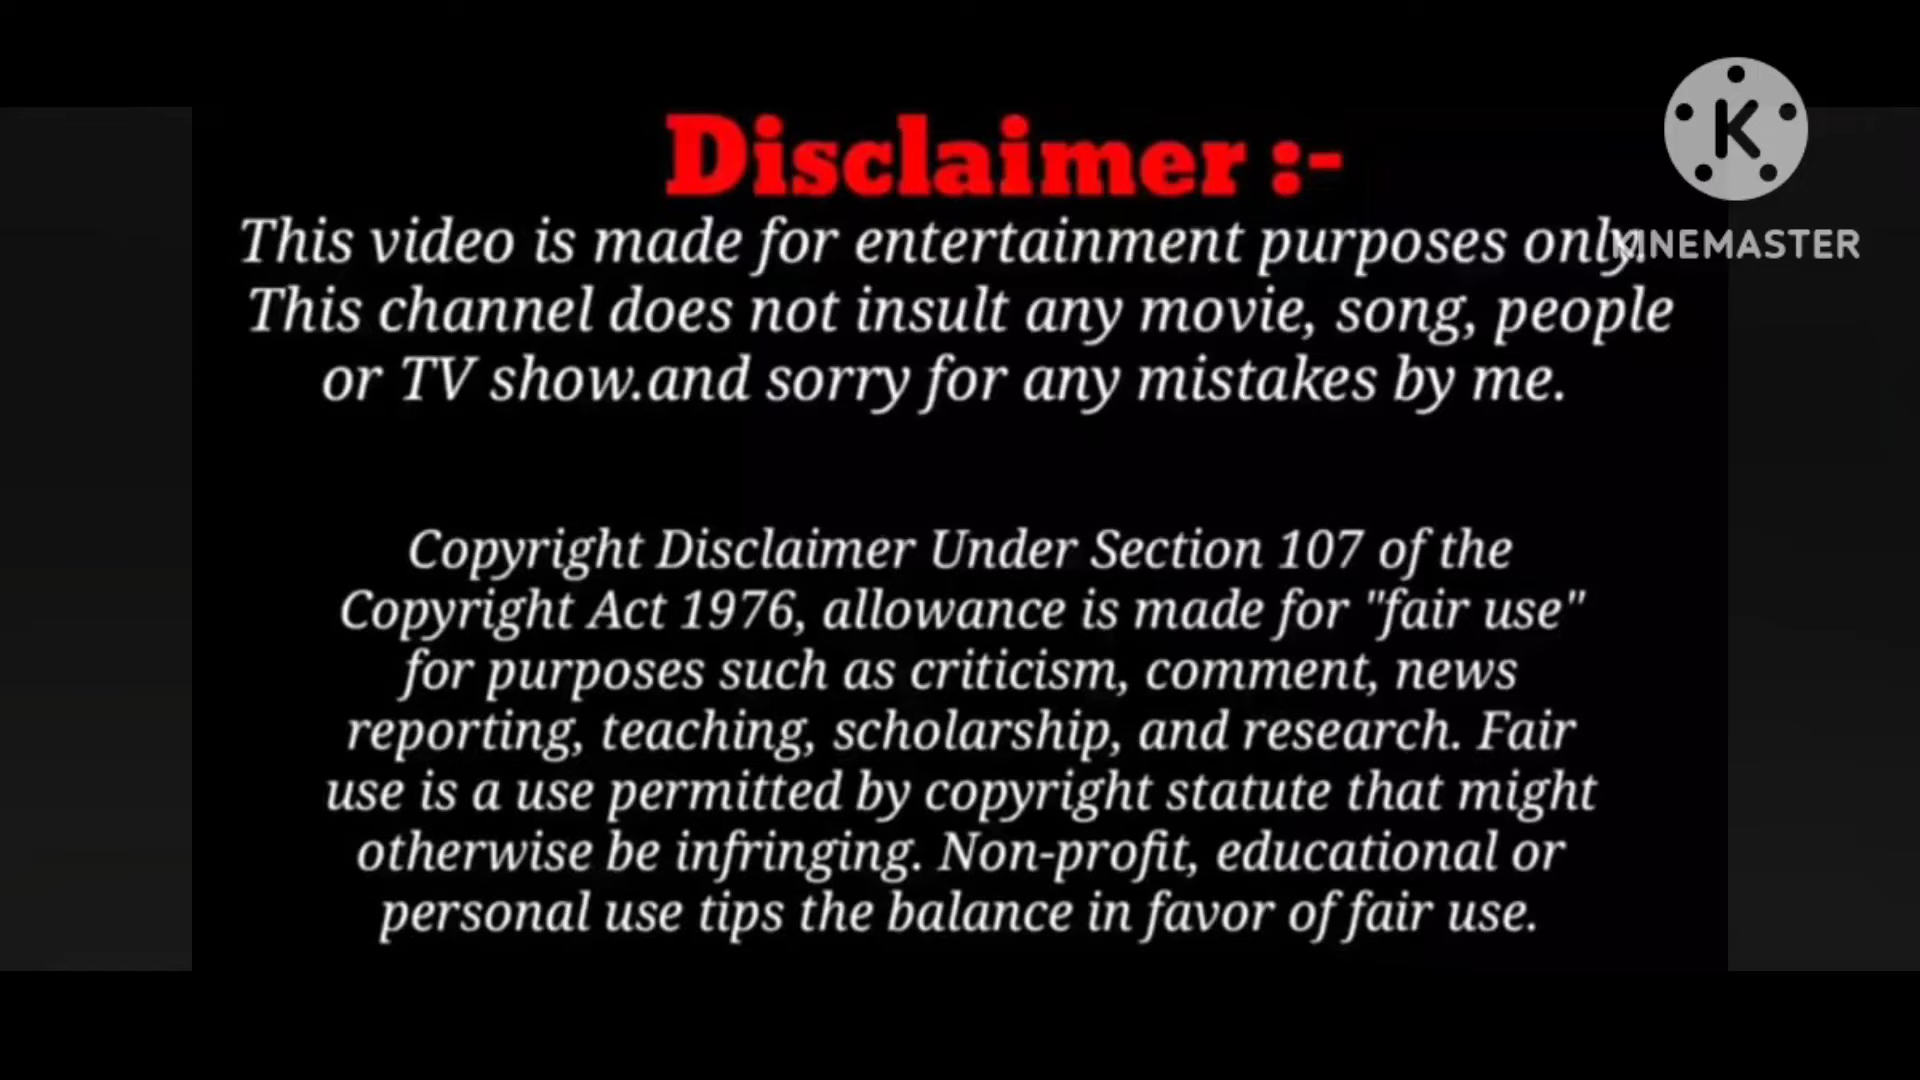 Disclaimer :-
This video is made for entertainment purposes only.
KINEMASTER
This channel does not insult any movie, song, people
or TV show.and sorry for any mistakes by me.
Copyright Disclaimer Under Section 107 of the
Copyright Act 1976, allowance is made for "fair use"
for purposes such as criticism, comment, news
reporting, teaching, scholarship, and research. Fair
use is a use permitted by copyright statute that might
otherwise be infringing. Non-profit, educational or
personal use tips the balance in favor of fair use.